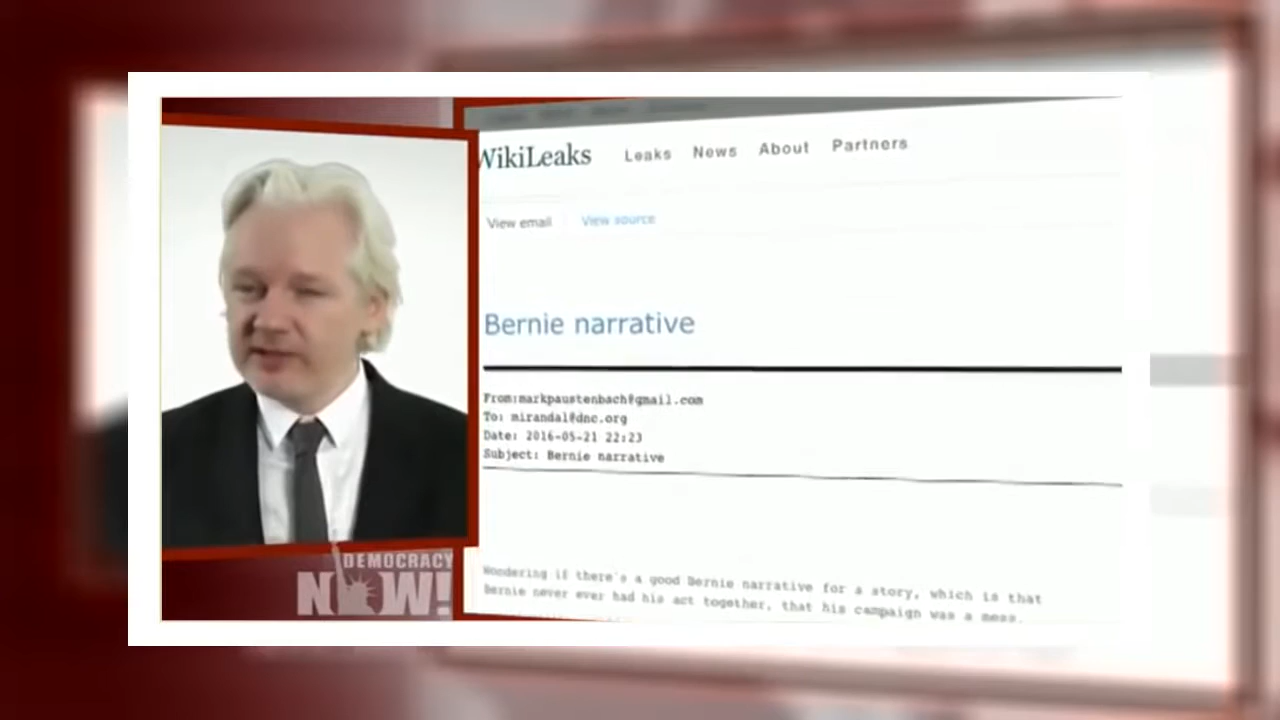 WikiLeaks Leaks News About Partners
View email View source
Bernie narrative
From:markpaustenbach@gmail.com
To: mirandal@dnc.org
Date: 2016-05-21 22:23
Subject: Bernie narrative
Wondering if there's a good Bernie narrative for a story, which is that
Bernie never ever had his act together, that his campaign was a mess.
DEMOCRACY
NOW!